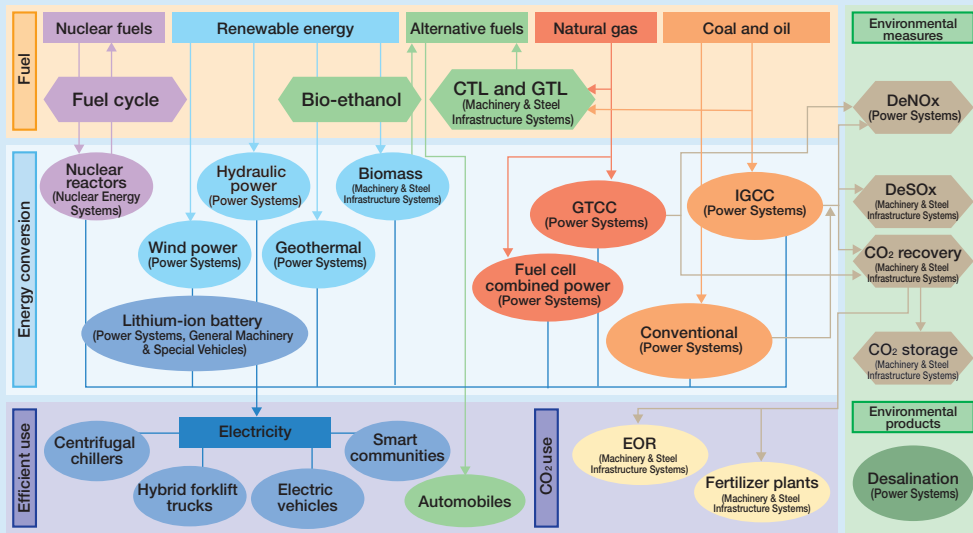 Nuclear fuels
Renewable energy
Alternative fuels
Natural gas
Coal and oil
Environmental
measures
Fuel
Fuel cycle
Bio-ethanol
CTL and GTL
(Machinery & Steel
Infrastructure Systems)
DeNOx
(Power Systems)
Energy conversion
Nuclear
reactors
(Nuclear Energy
Systems)
Hydraulic
power
(Power Systems)
Biomass
(Machinery & Steel
Infrastructure Systems)
GTCC
(Power Systems)
IGCC
(Power Systems)
DeSOx
(Machinery & Steel
Infrastructure Systems)
Wind power
(Power Systems)
Geothermal
(Power Systems)
Fuel cell
combined power
(Power Systems)
CO2 recovery
(Machinery & Steel
Infrastructure Systems)
Lithium-ion battery
(Power Systems, General Machinery
& Special Vehicles)
Conventional
(Power Systems)
CO2 storage
(Machinery & Steel
Infrastructure Systems)
Efficient use
Electricity
Centrifugal
chillers
Hybrid forklift
trucks
Electric
vehicles
Smart
communities
Automobiles
CO2 use
EOR
(Machinery & Steel
Infrastructure Systems)
Fertilizer plants
(Machinery & Steel
Infrastructure Systems)
Environmental
products
Desalination
(Power Systems)